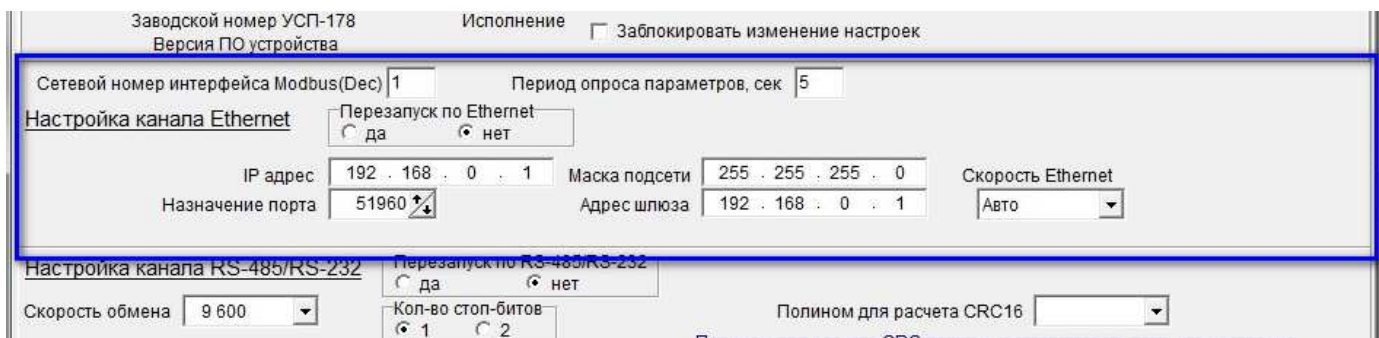 Заводской номер УСП-178
Исполнение
Заблокировать изменение настроек
Версия ПО устройства
Сетевой номер интерфейса Modbus(Dec) 1
Период опроса параметров, сек 5
Настройка канала Ethernet
Перезапуск по Ethernet
да нет
IP адрес 192 . 168 . 0 . 1
Маска подсети 255 . 255 . 255 . 0
Скорость Ethernet
Назначение порта 51960
Адрес шлюза 192 . 168 . 0 . 1
Авто
Настройка канала RS-485/RS-232
Перезапуск по RS-485/RS-232
да нет
Скорость обмена 9 600
Кол-во стоп-битов
1 2
Полином для расчета CRC16